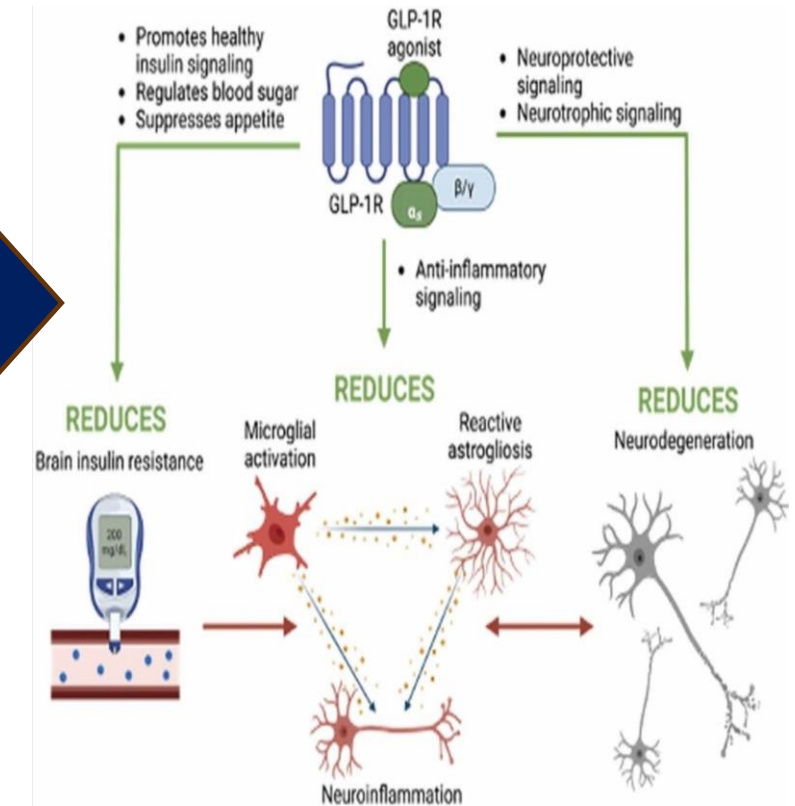 GLP-1R
agonist
• Promotes healthy
insulin signaling
• Regulates blood sugar
• Suppresses appetite
• Neuroprotective
signaling
• Neurotrophic signaling
GLP-1R
αs
β/γ
• Anti-inflammatory
signaling
REDUCES
Brain insulin resistance
200
mg/dL
REDUCES
Microglial
activation
Reactive
astrogliosis
Neuroinflammation
REDUCES
Neurodegeneration